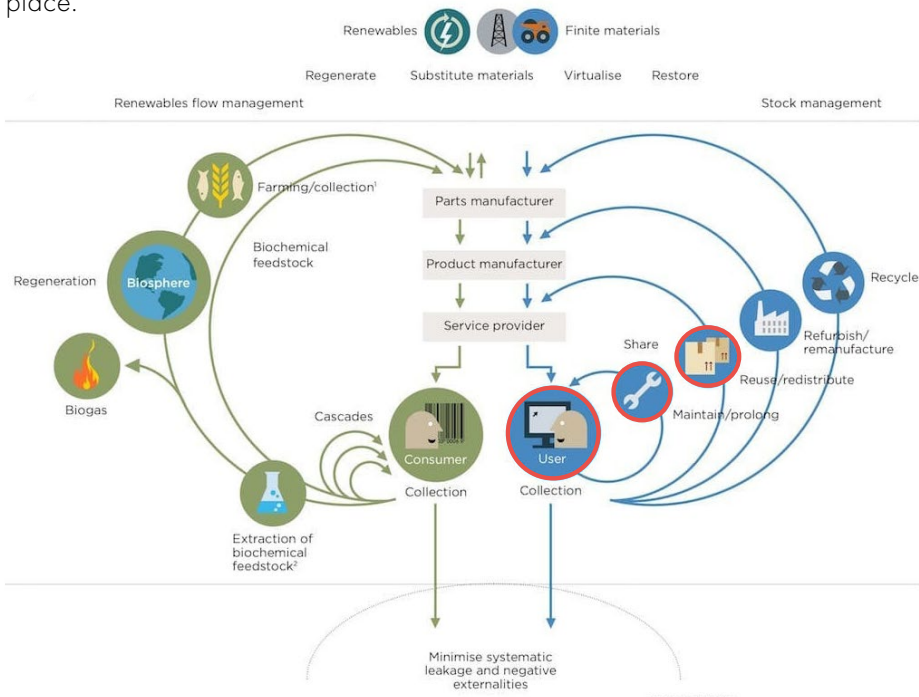 place.
Renewables
Finite materials
Regenerate Substitute materials Virtualise Restore
Renewables flow management
Stock management
Farming/collection¹
Parts manufacturer
Biochemical
feedstock
Regeneration
Biosphere
Product manufacturer
Recycle
Service provider
Share
Refurbish/
remanufacture
Reuse/redistribute
Biogas
Maintain/prolong
Cascades
Consumer
User
Collection
Collection
Extraction of
biochemical
feedstock²
Minimise systematic
leakage and negative
externalities